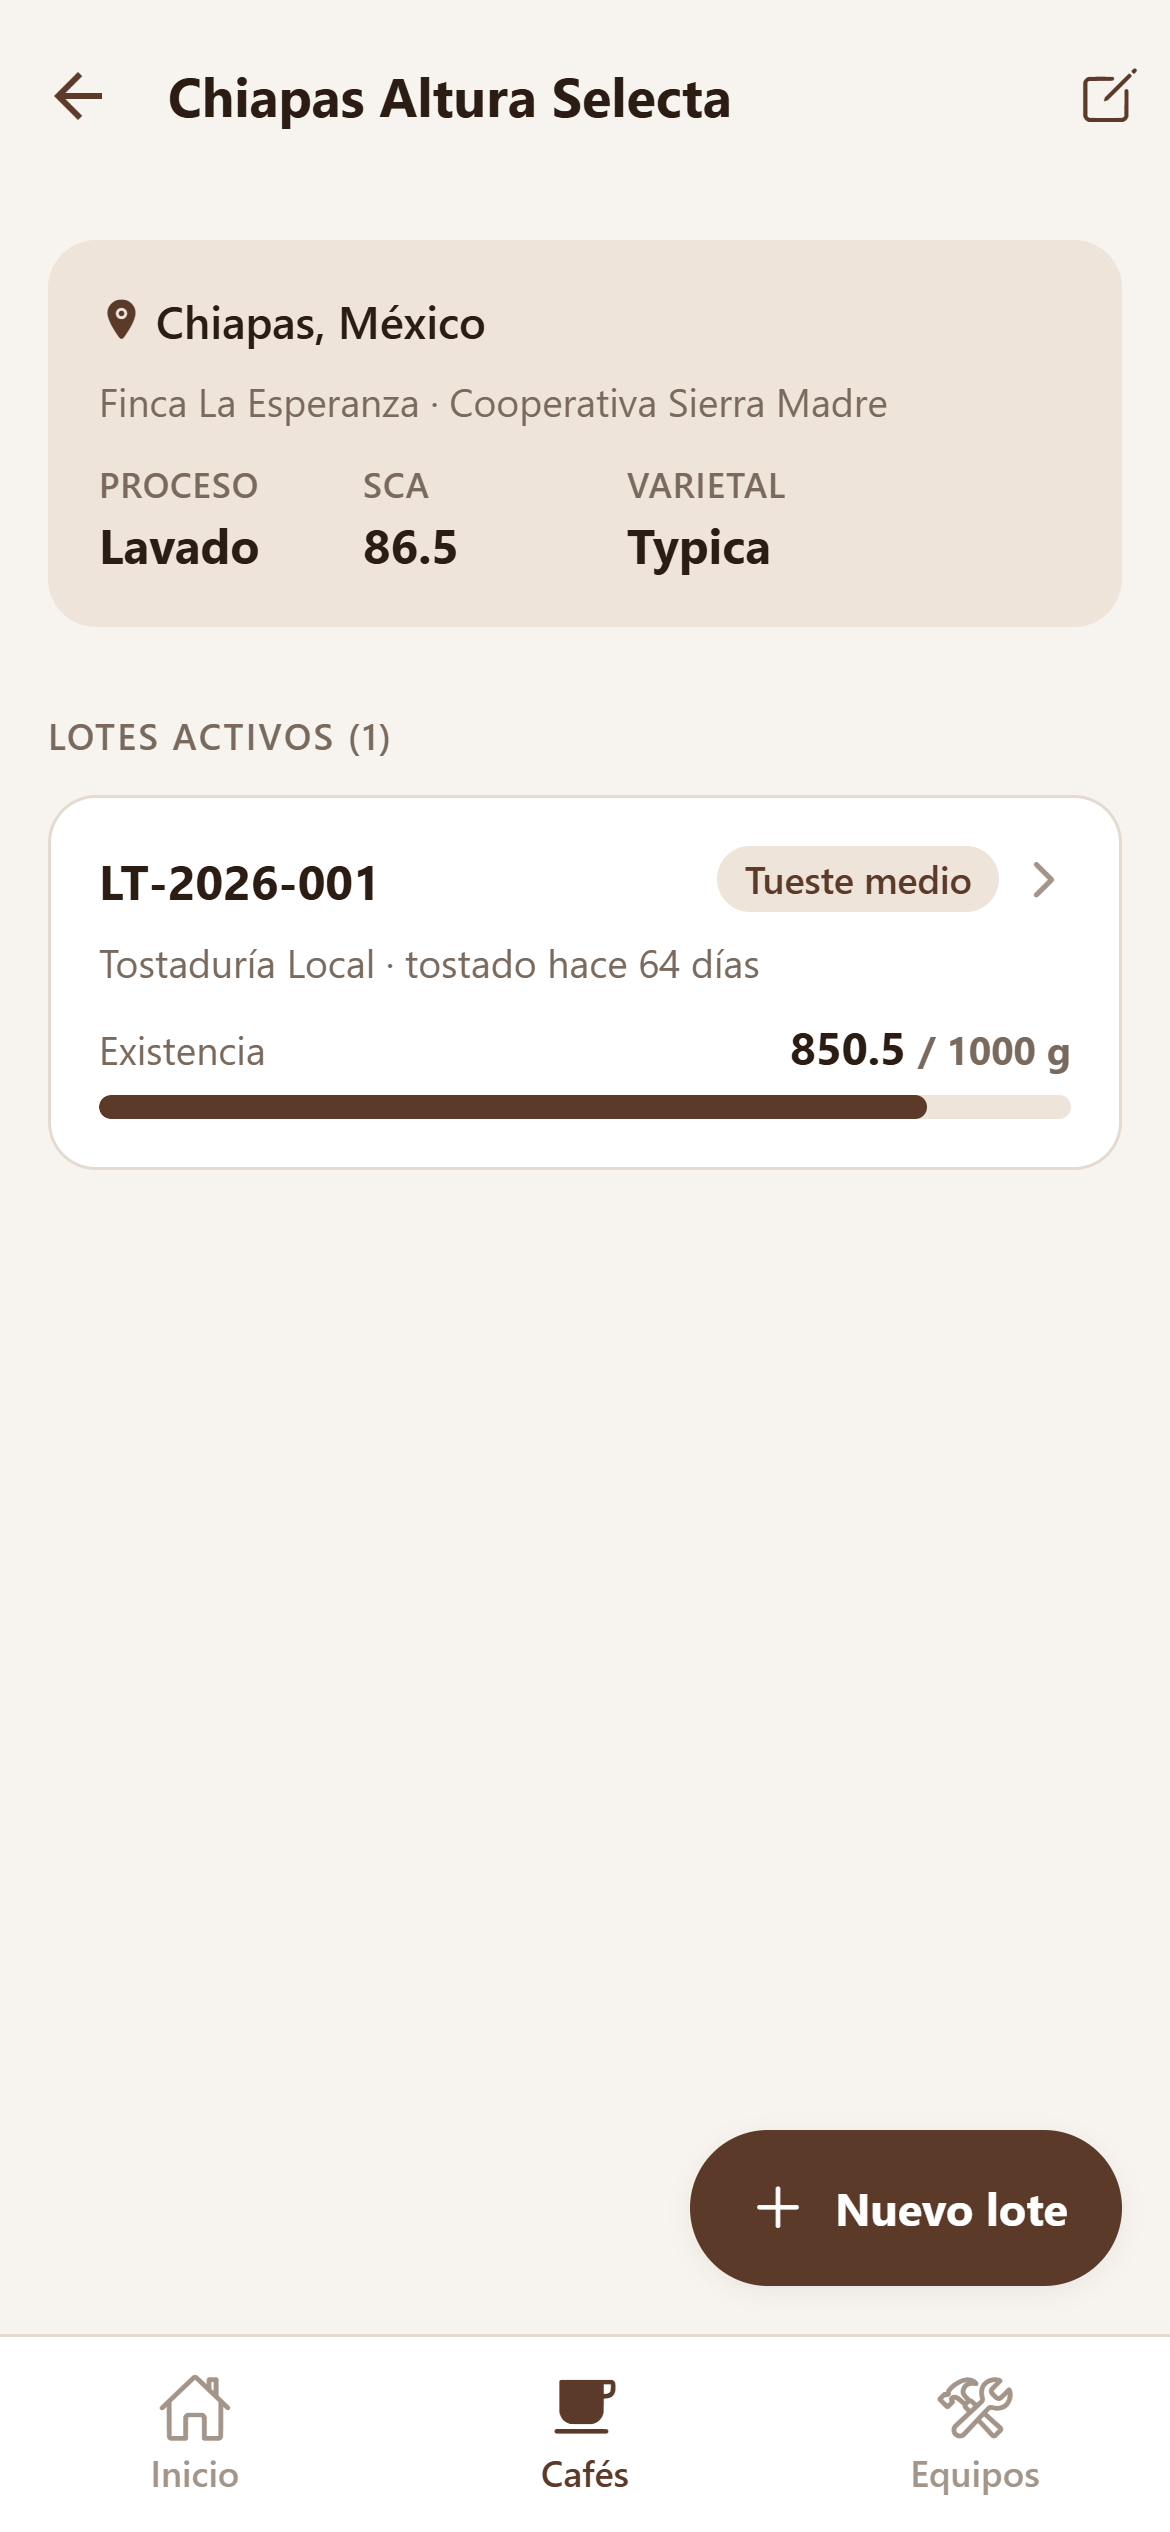 Chiapas Altura Selecta
Chiapas, México
Finca La Esperanza · Cooperativa Sierra Madre
PROCESO SCA VARIETAL
Lavado 86.5 Typica
LOTES ACTIVOS (1)
LT-2026-001 Tueste medio
Tostaduría Local · tostado hace 64 días
Existencia 850.5 / 1000 g
Nuevo lote
Inicio Cafés Equipos